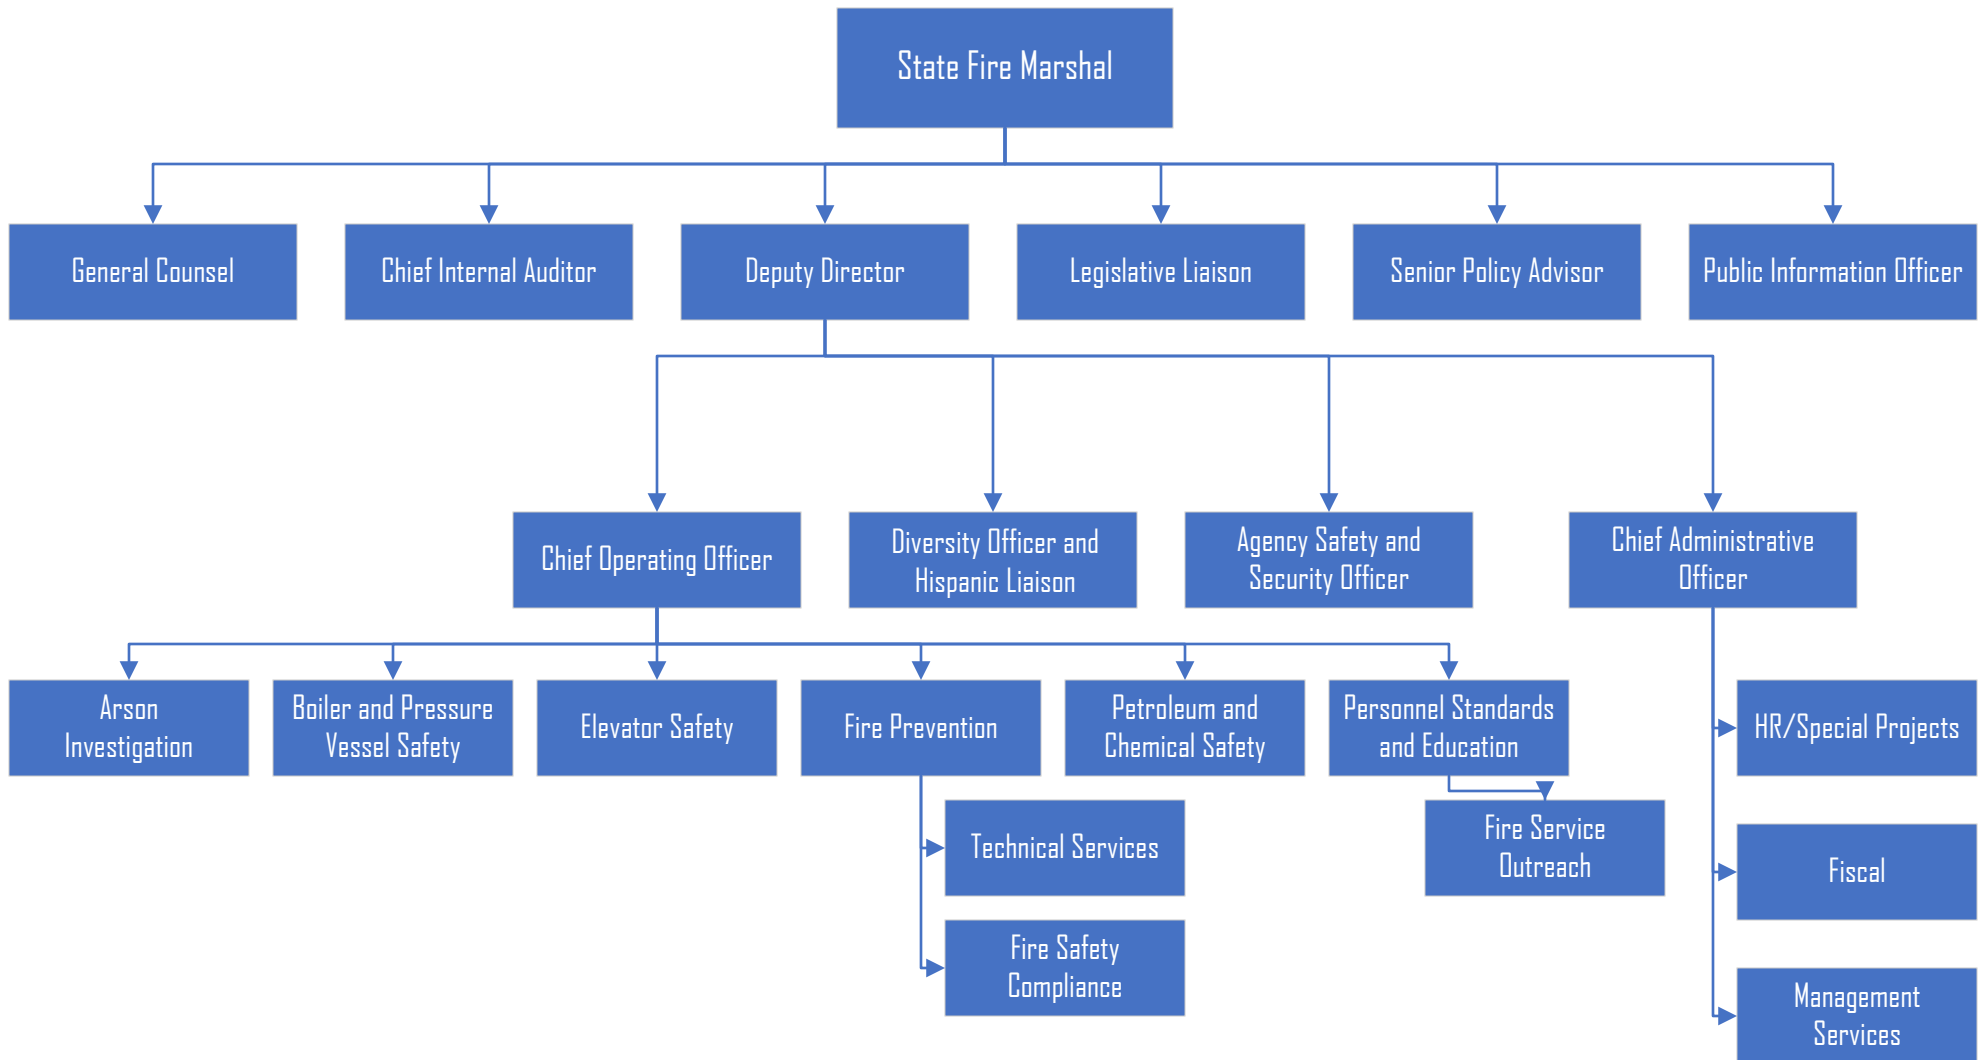 State Fire Marshal
General Counsel
Chief Internal Auditor
Deputy Director
Legislative Liaison
Senior Policy Advisor
Public Information Officer
Chief Operating Officer
Diversity Officer and
Hispanic Liaison
Agency Safety and
Security Officer
Chief Administrative
Officer
Arson
Investigation
Boiler and Pressure
Vessel Safety
Elevator Safety
Fire Prevention
Petroleum and
Chemical Safety
Personnel Standards
and Education
HR/Special Projects
Technical Services
Fire Service
Outreach
Fiscal
Fire Safety
Compliance
Management
Services